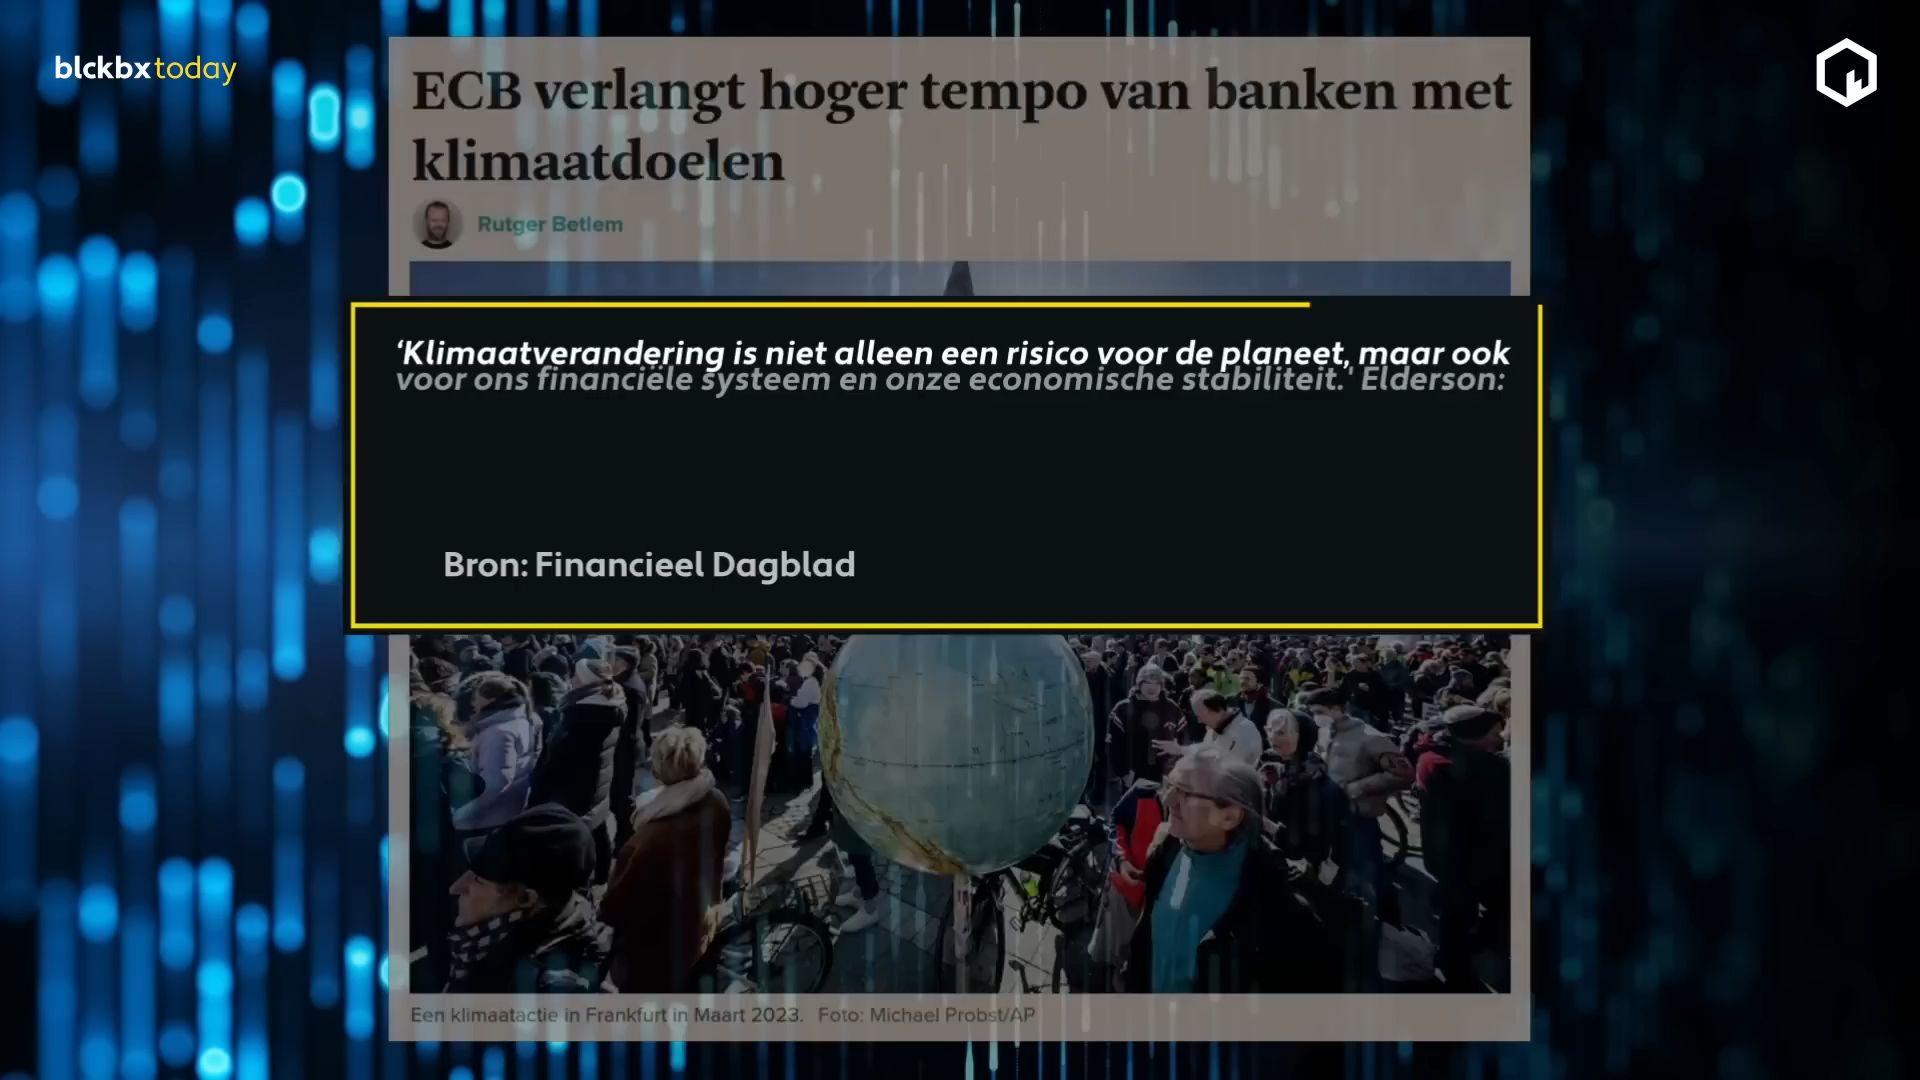 blckbxtoday
ECB verlangt hoger tempo van banken met
klimaatdoelen
Rutger Betlem
‘Klimaatverandering is niet alleen een risico voor de planeet, maar ook
voor ons financiële systeem en onze economische stabiliteit.' Elderson:
Bron: Financieel Dagblad
Een klimaatactie in Frankfurt in Maart 2023. Foto: Michael Probst/AP